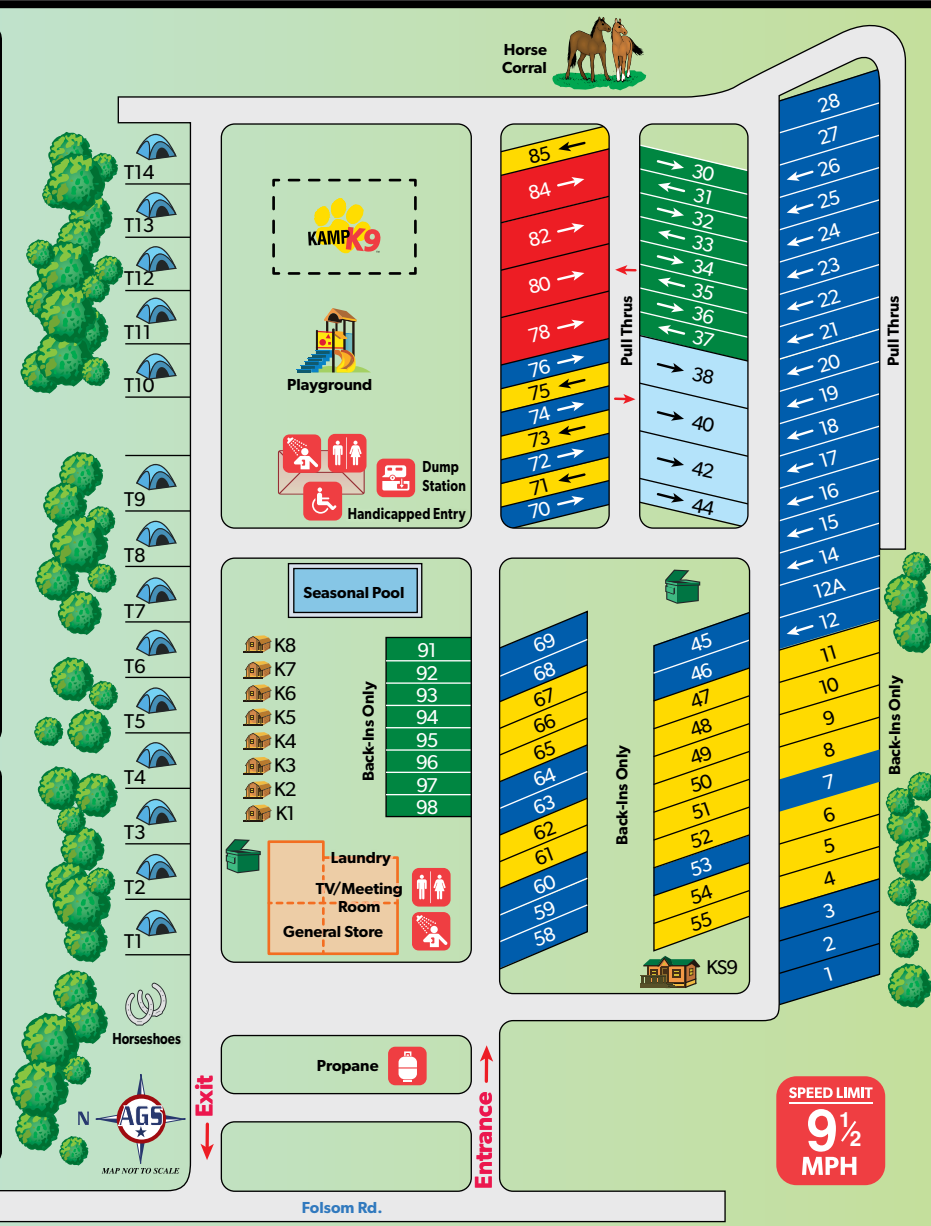 Horse
Corral
T14
T13
T12
T11
T10
T9
T8
T7
T6
T5
T4
T3
T2
T1
KAMPK9
Playground
Dump
Station
Handicapped Entry
85
84
82
80
78
76
75
74
73
72
71
70
Pull Thrus
30
31
32
33
34
35
36
37
38
40
42
44
28
27
26
25
24
23
22
21
20
19
18
17
16
15
14
12A
12
11
10
9
8
7
6
5
4
3
2
1
Pull Thrus
Back-Ins Only
Seasonal Pool
K8
K7
K6
K5
K4
K3
K2
K1
Back-Ins Only
91
92
93
94
95
96
97
98
69
68
67
66
65
64
63
62
61
60
59
58
Back-Ins Only
45
46
47
48
49
50
51
52
53
54
55
KS9
Laundry
TV/Meeting
Room
General Store
Horseshoes
Propane
Exit
Entrance
N
AGS
MAP NOT TO SCALE
SPEED LIMIT
9½
MPH
Folsom Rd.